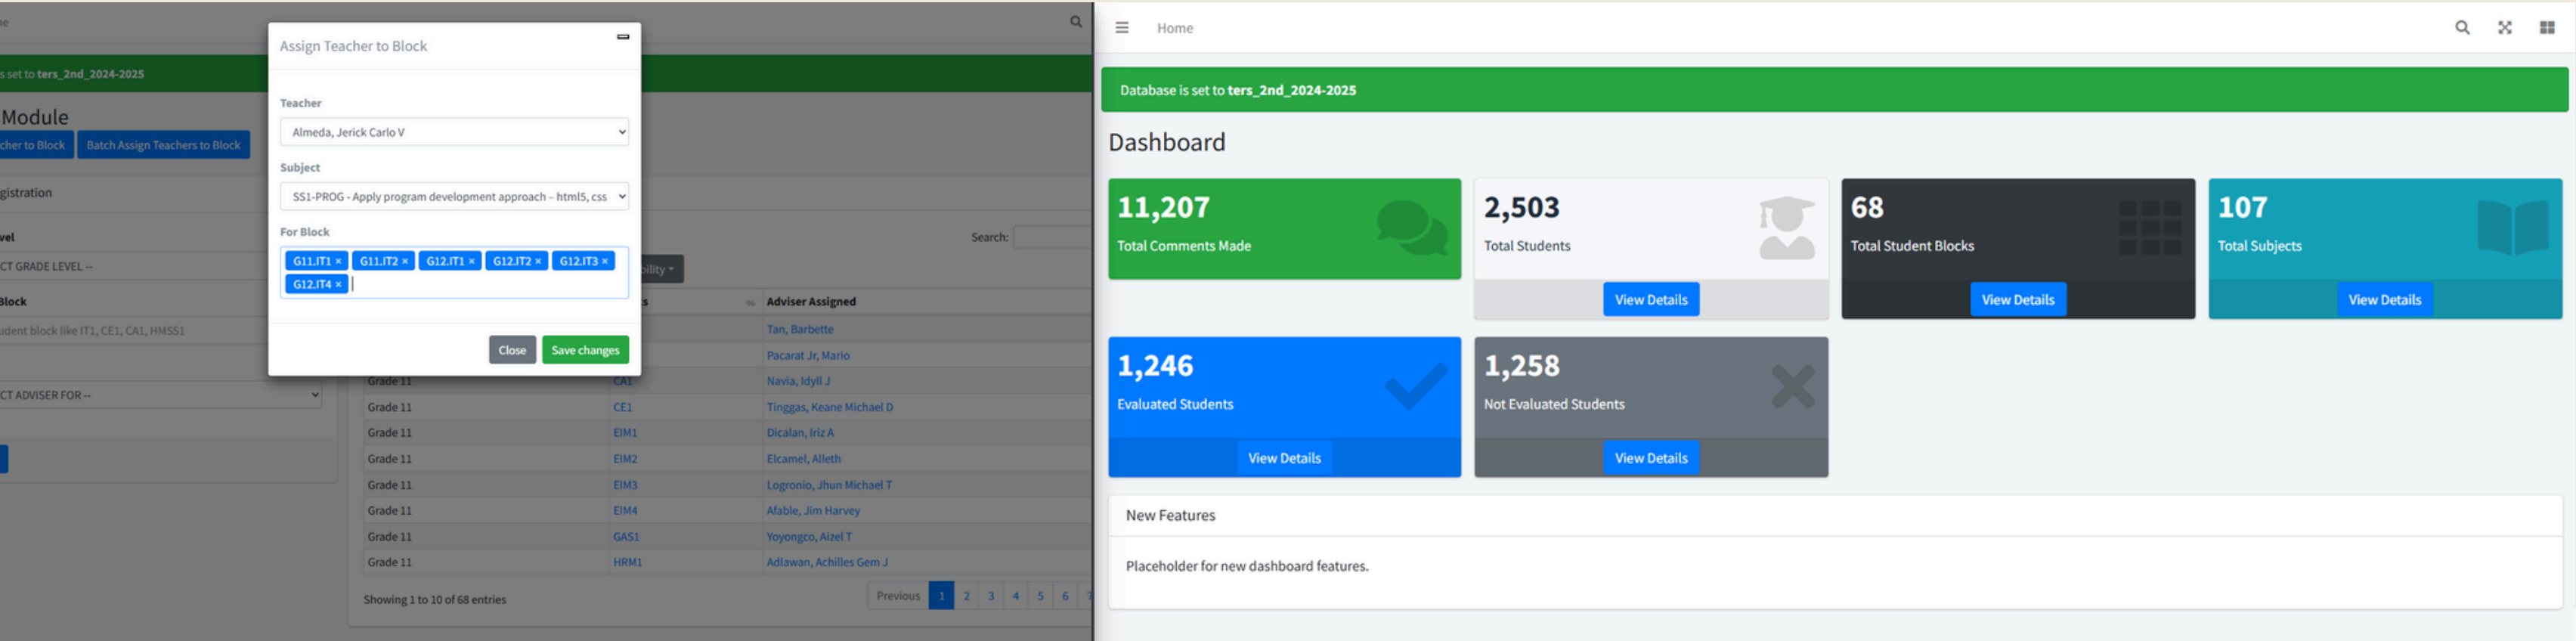 ne
Assign Teacher to Block
s set to ters_2nd_2024-2025
Module
cher to Block
Batch Assign Teachers to Block
gistration
vel
CT GRADE LEVEL --
Block
udent block like IT1, CE1, CA1, HMSS1
CT ADVISER FOR --
Teacher
Almeda, Jerick Carlo V
Subject
SS1-PROG - Apply program development approach – html5, css
For Block
G11.IT1 × G11.IT2 × G12.IT1 × G12.IT2 × G12.IT3 ×
G12.IT4 ×
Close Save changes
Search:
bility
s Adviser Assigned
Tan, Barbette
Pacarat Jr, Mario
Grade 11 CA1 Navia, Idyll J
Grade 11 CE1 Tinggas, Keane Michael D
Grade 11 EIM1 Dicalan, Iriz A
Grade 11 EIM2 Elcamel, Alleth
Grade 11 EIM3 Logronio, Jhun Michael T
Grade 11 EIM4 Afable, Jim Harvey
Grade 11 GAS1 Yoyongco, Aizel T
Grade 11 HRM1 Adlawan, Achilles Gem J
Showing 1 to 10 of 68 entries
Previous 1 2 3 4 5 6 7
Home
Database is set to ters_2nd_2024-2025
Dashboard
11,207
Total Comments Made
2,503
Total Students
View Details
68
Total Student Blocks
View Details
107
Total Subjects
View Details
1,246
Evaluated Students
View Details
1,258
Not Evaluated Students
View Details
New Features
Placeholder for new dashboard features.